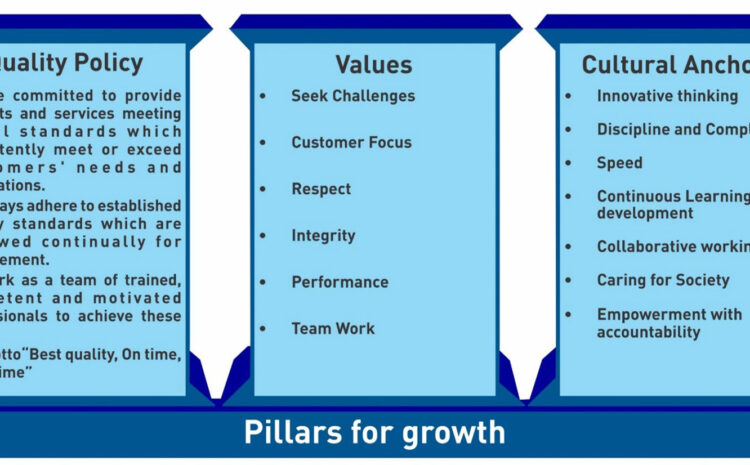 uality Policy
e committed to provide
ts and services meeting
l standards which
tently meet or exceed
omers' needs and
ations.
ays adhere to established
y standards which are
wed continually for
ement.
rk as a team of trained,
etent and motivated
sionals to achieve these
otto "Best quality, On time,
ime"
Values
• Seek Challenges
• Customer Focus
• Respect
• Integrity
• Performance
• Team Work
Cultural Ancho
• Innovative thinking
• Discipline and Compl
• Speed
• Continuous Learning
development
• Collaborative workin
• Caring for Society
• Empowerment with
accountability
Pillars for growth